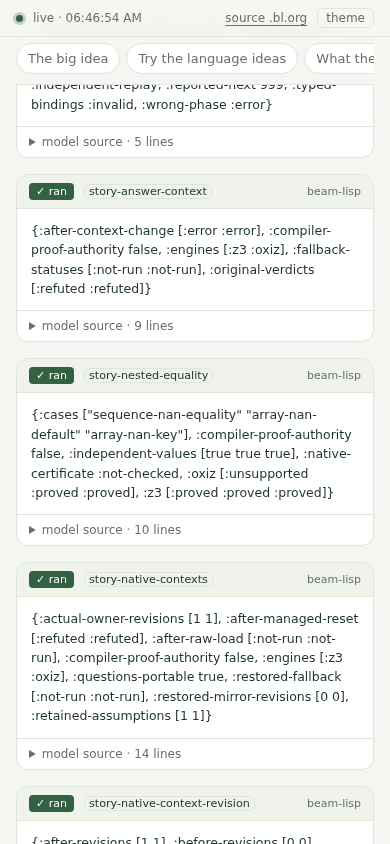 live · 06:46:54 AM
source .bl.org
theme
The big idea
Try the language ideas
What the
:independent-replay, :reported-next 999, :typed-
bindings :invalid, :wrong-phase :error}
▶ model source · 5 lines
✓ ran
story-answer-context
beam-lisp
{:after-context-change [:error :error], :compiler-
proof-authority false, :engines [:z3 :oxiz], :fallback-
statuses [:not-run :not-run], :original-verdicts
[:refuted :refuted]}
▶ model source · 9 lines
✓ ran
story-nested-equality
beam-lisp
{:cases ["sequence-nan-equality" "array-nan-
default" "array-nan-key"], :compiler-proof-authority
false, :independent-values [true true true], :native-
certificate :not-checked, :oxiz [:unsupported
:proved :proved], :z3 [:proved :proved :proved]}
▶ model source · 10 lines
✓ ran
story-native-contexts
beam-lisp
{:actual-owner-revisions [1 1], :after-managed-reset
[:refuted :refuted], :after-raw-load [:not-run :not-
run], :compiler-proof-authority false, :engines [:z3
:oxiz], :questions-portable true, :restored-fallback
[:not-run :not-run], :restored-mirror-revisions [0 0],
:retained-assumptions [1 1]}
▶ model source · 14 lines
✓ ran
story-native-context-revision
beam-lisp
{:after-revisions [1 1], :before-revisions [0 0]